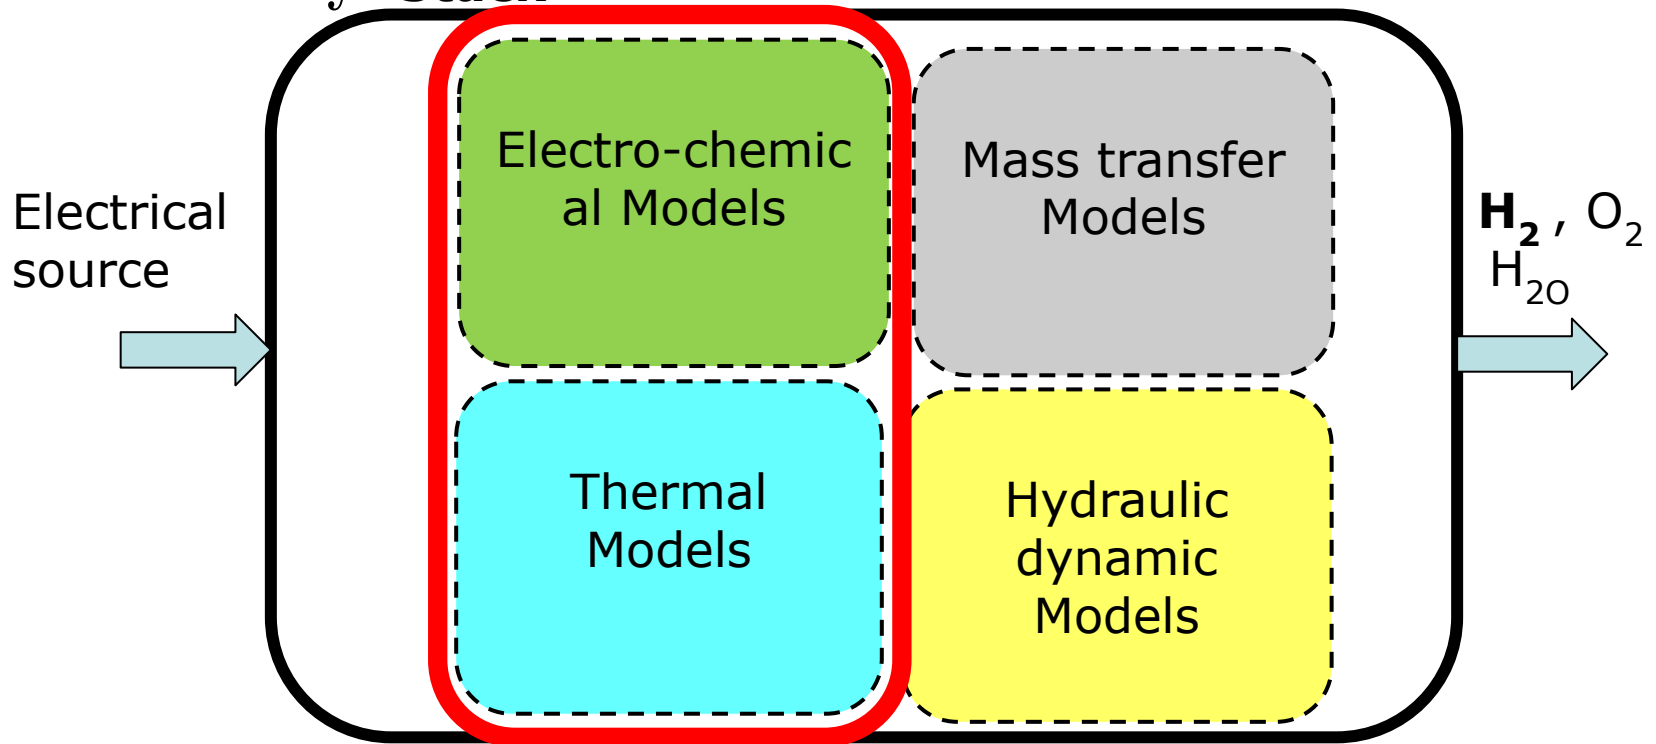 Electro-chemic
al Models
Mass transfer
Models
Electrical
source
H₂ , O₂
H₂O
Thermal
Models
Hydraulic
dynamic
Models